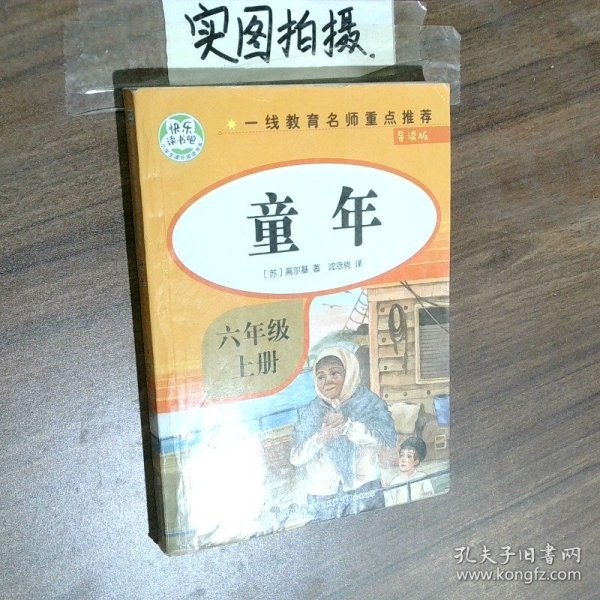 实图拍摄.
快乐
读书吧
一线教育名师重点推荐
导读版
童年
[苏]高尔基 著 沈念驹 译
六年级
上册
孔夫子旧书网
www.kongfz.com